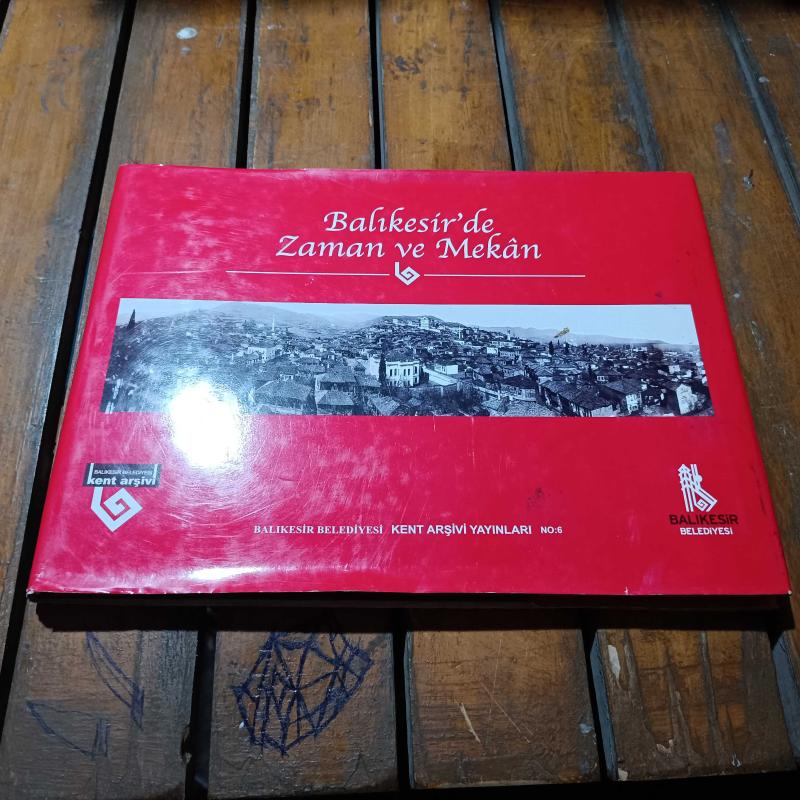 Balıkesir'de
Zaman ve Mekân
BALIKESİR BELEDİYESİ
kent arşivi
BALIKESİR BELEDİYESİ KENT ARŞİVİ YAYINLARI NO:6
BALIKESİR
BELEDİYESİ